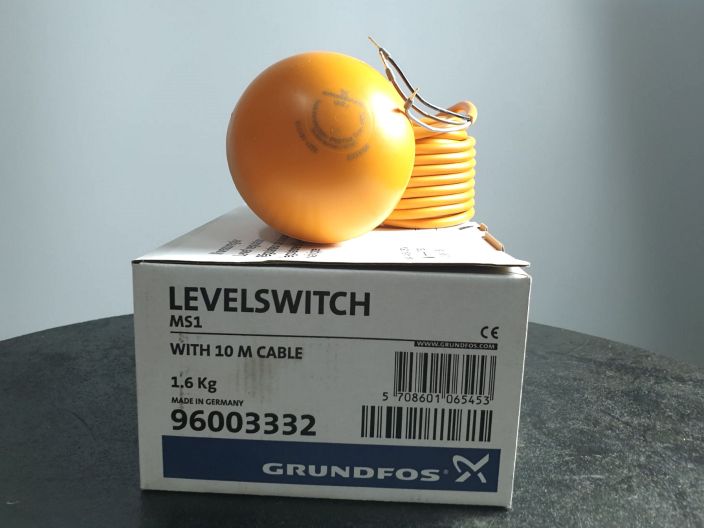 LEVELSWITCH
MS1
CE
WWW.GRUNDFOS.COM
WITH 10 M CABLE
1.6 Kg
MADE IN GERMANY
5 708601 065453
96003332
GRUNDFOS